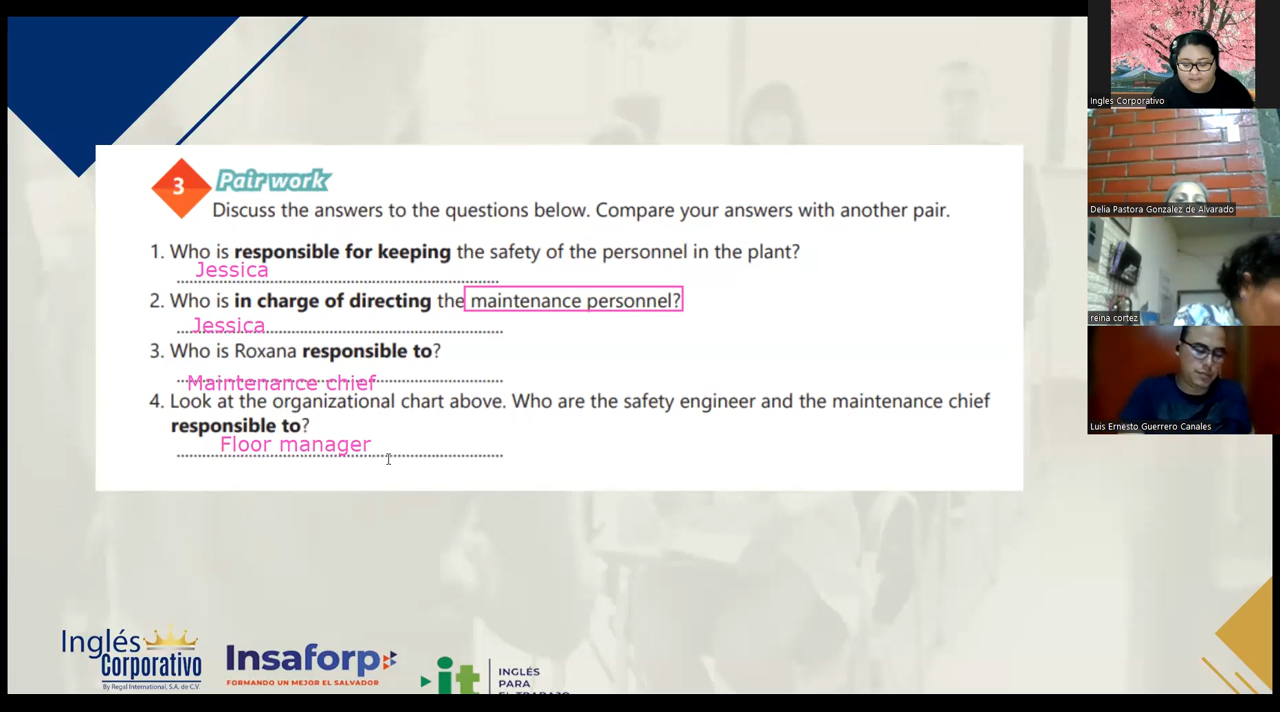 3 Pair work
Discuss the answers to the questions below. Compare your answers with another pair.
1. Who is responsible for keeping the safety of the personnel in the plant?
Jessica
2. Who is in charge of directing the maintenance personnel?
Jessica
3. Who is Roxana responsible to?
Maintenance chief
4. Look at the organizational chart above. Who are the safety engineer and the maintenance chief
responsible to?
Floor manager
Inglés
Corporativo
By Regal International, S.A. de C.V.
Insaforp
FORMANDO UN MEJOR EL SALVADOR
it
INGLÉS
PARA
EL TRABAJO
Ingles Corporativo
Delia Pastora Gonzalez de Alvarado
reina cortez
Luis Ernesto Guerrero Canales